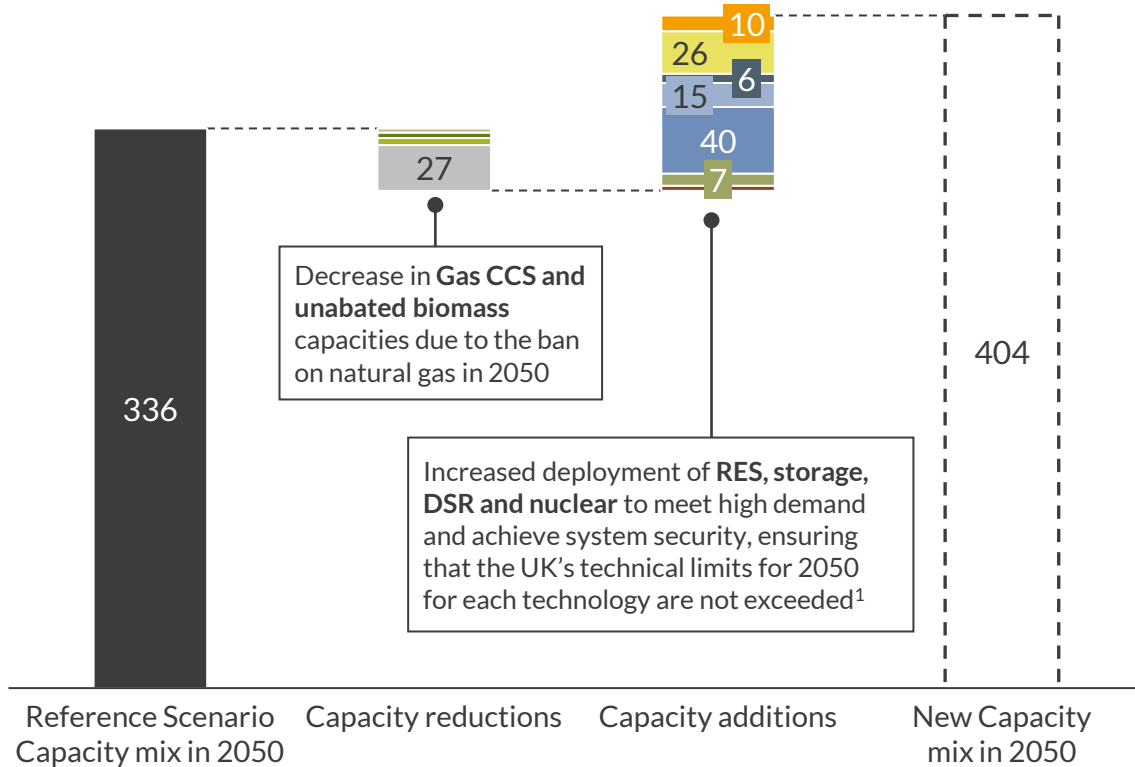 10
26
6
15
40
27
7
Decrease in Gas CCS and
unabated biomass
capacities due to the ban
on natural gas in 2050
404
336
Increased deployment of RES, storage,
DSR and nuclear to meet high demand
and achieve system security, ensuring
that the UK's technical limits for 2050
for each technology are not exceeded¹
Reference Scenario
Capacity mix in 2050
Capacity reductions
Capacity additions
New Capacity
mix in 2050